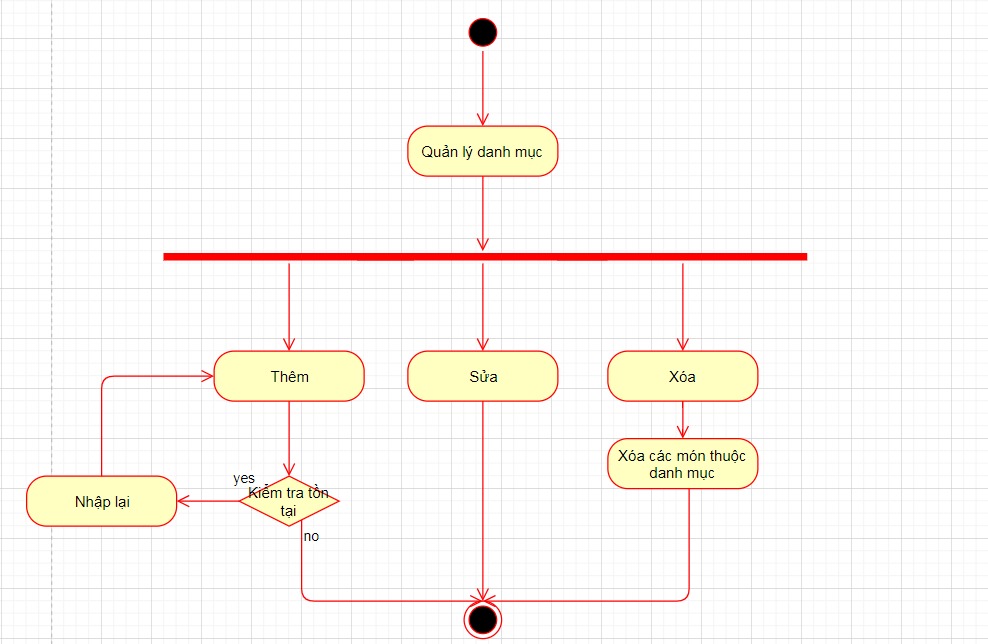 Quản lý danh mục
Thêm
Sửa
Xóa
Xóa các món thuộc
danh mục
yes
Kiểm tra tồn
tại
Nhập lại
no